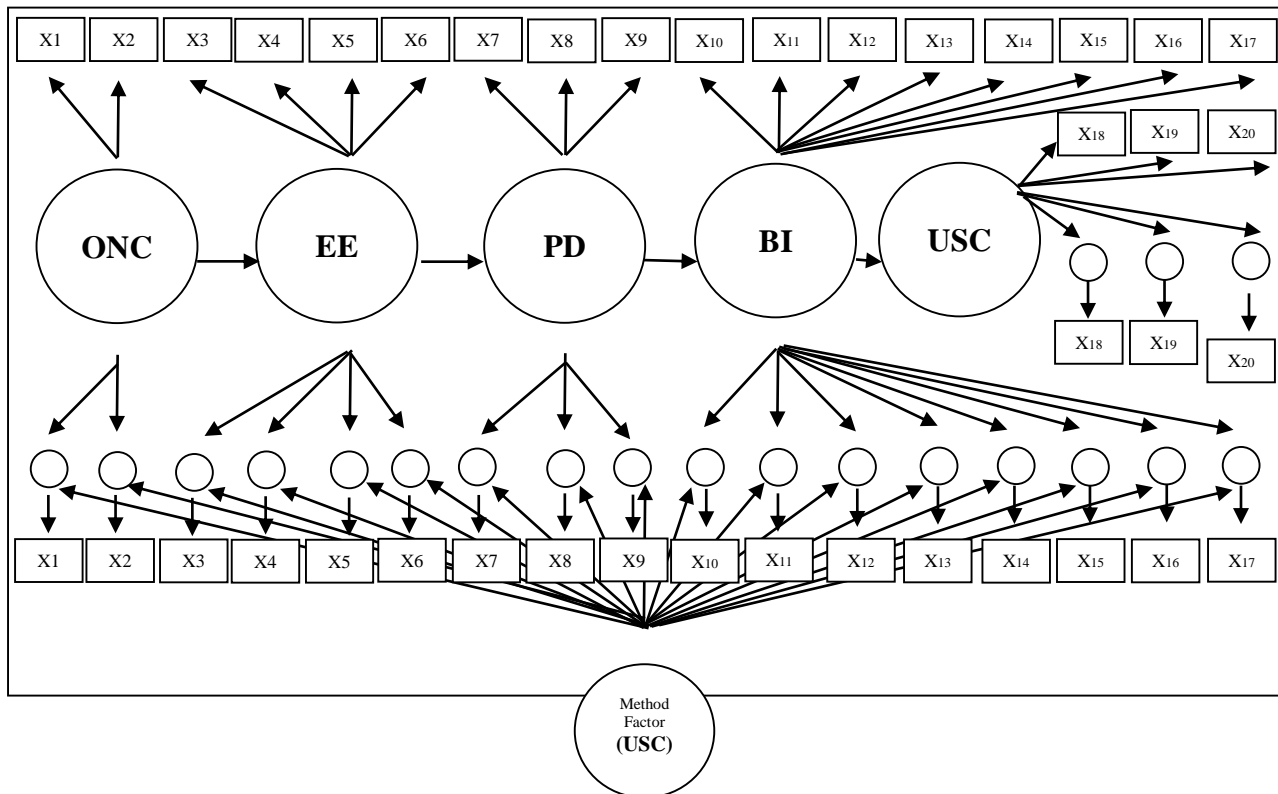 X1 X2 X3 X4 X5 X6 X7 X8 X9 X10 X11 X12 X13 X14 X15 X16 X17
X18 X19 X20
ONC EE PD BI USC
X18 X19 X20
X1 X2 X3 X4 X5 X6 X7 X8 X9 X10 X11 X12 X13 X14 X15 X16 X17
Method
Factor
(USC)